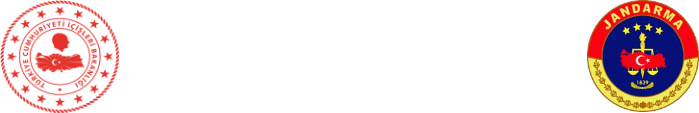 TÜRKİYE CUMHURİYETİ İÇİŞLERİ BAKANLIĞI
JANDARMA
1839